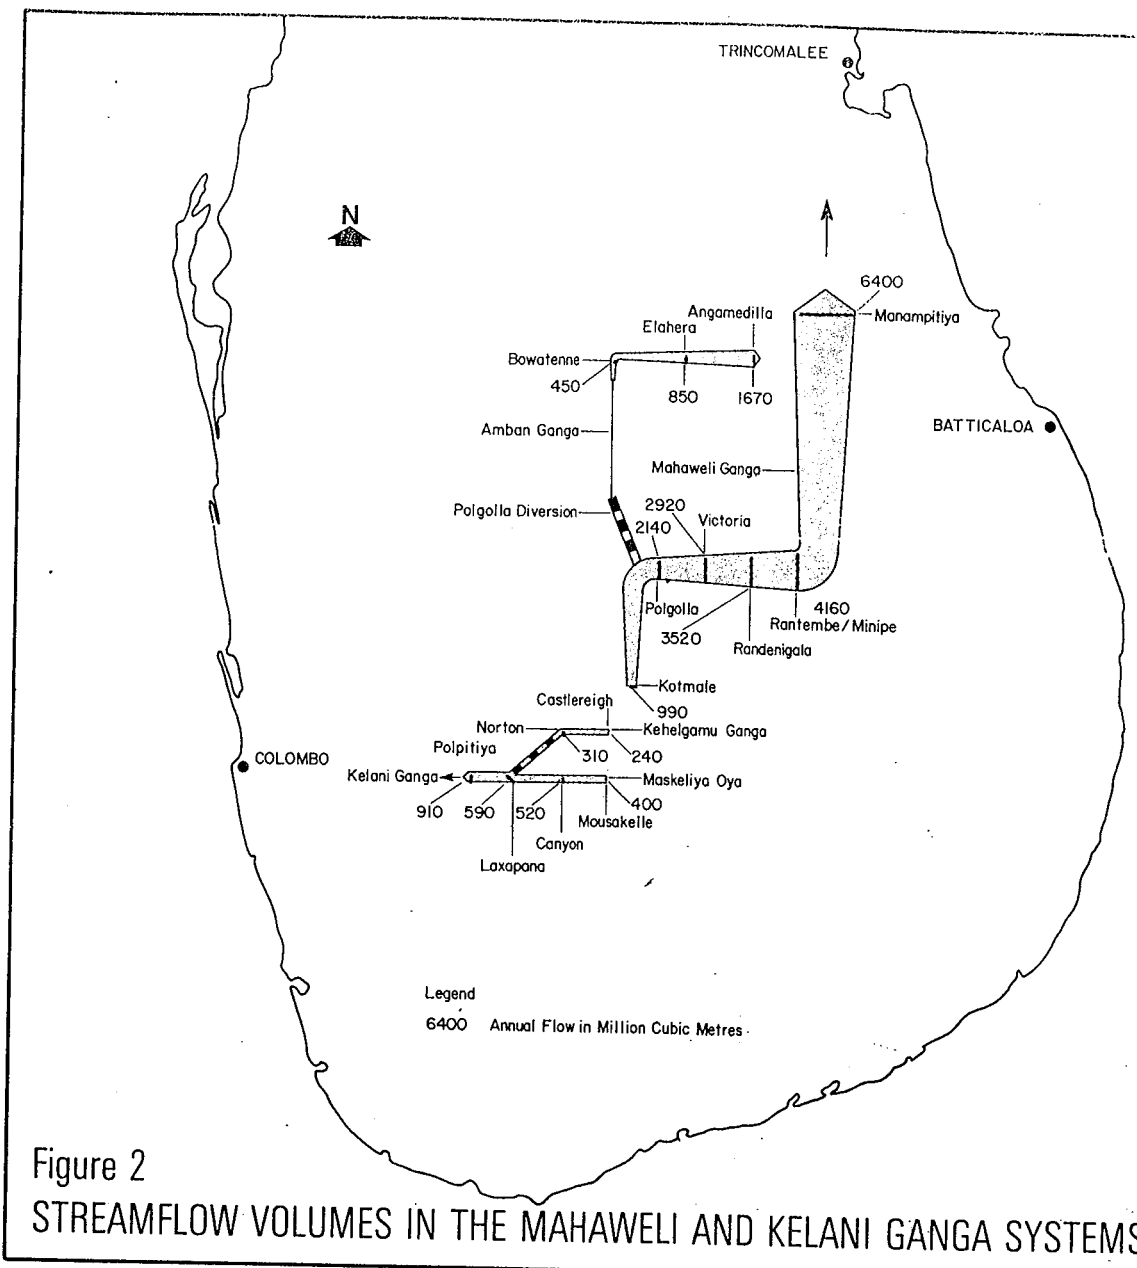 TRINCOMALEE
N
6400
Manampitiya
Angamedilla
Elahera
Bowatenne
450
850
1670
Amban Ganga
BATTICALOA
Mahaweli Ganga
Polgolla Diversion
2920
2140
Victoria
Polgolla
4160
3520
Rantembe/Minipe
Randenigala
Kotmale
990
Castlereigh
Norton
Kehelgamu Ganga
Polpitiya
310
240
COLOMBO
Kelani Ganga
Maskeliya Oya
910
590
520
400
Mousakelle
Canyon
Laxapana
Legend
6400 Annual Flow in Million Cubic Metres
Figure 2
STREAMFLOW VOLUMES IN THE MAHAWELI AND KELANI GANGA SYSTEMS